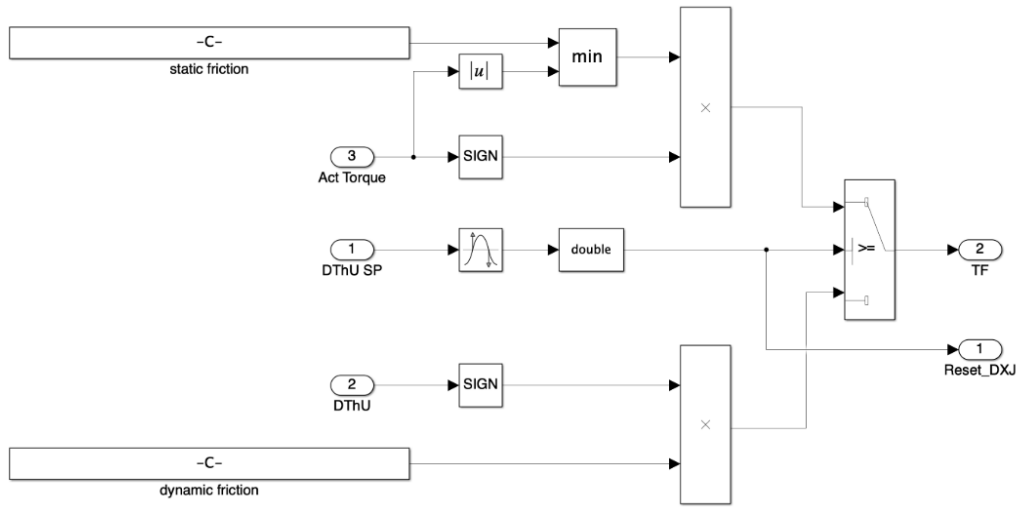 -C-
static friction
|u|
min
×
3
Act Torque
SIGN
1
DThU SP
double
>=
2
TF
1
Reset_DXJ
2
DThU
SIGN
×
-C-
dynamic friction